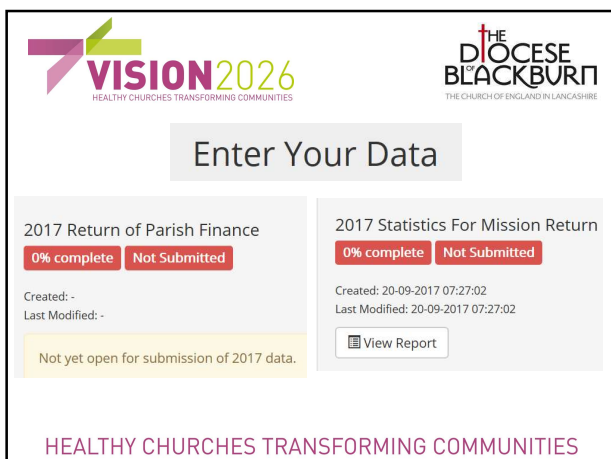 VISION2026
HEALTHY CHURCHES TRANSFORMING COMMUNITIES
THE
DIOCESE
OF
BLACKBURN
THE CHURCH OF ENGLAND IN LANCASHIRE
Enter Your Data
2017 Return of Parish Finance
0% complete Not Submitted
Created: -
Last Modified: -
Not yet open for submission of 2017 data.
2017 Statistics For Mission Return
0% complete Not Submitted
Created: 20-09-2017 07:27:02
Last Modified: 20-09-2017 07:27:02
View Report
HEALTHY CHURCHES TRANSFORMING COMMUNITIES